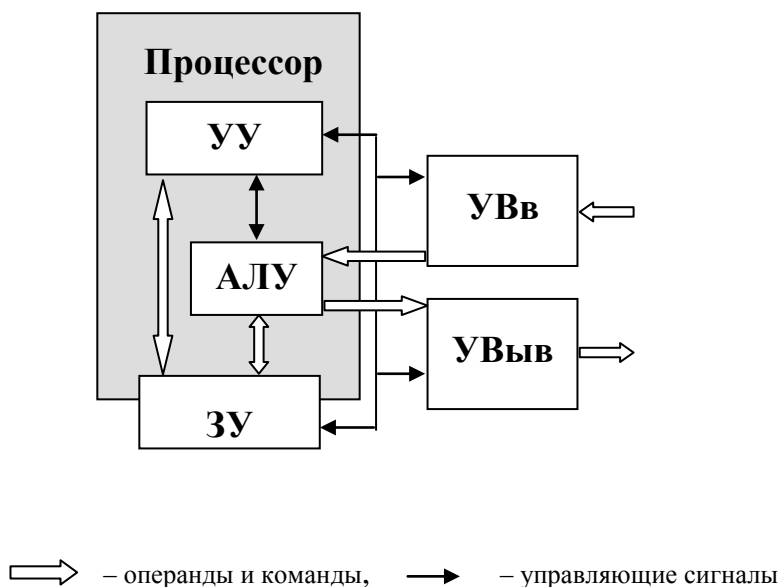 Процессор
УУ
УВв
АЛУ
УВыв
ЗУ
– операнды и команды, – управляющие сигналы